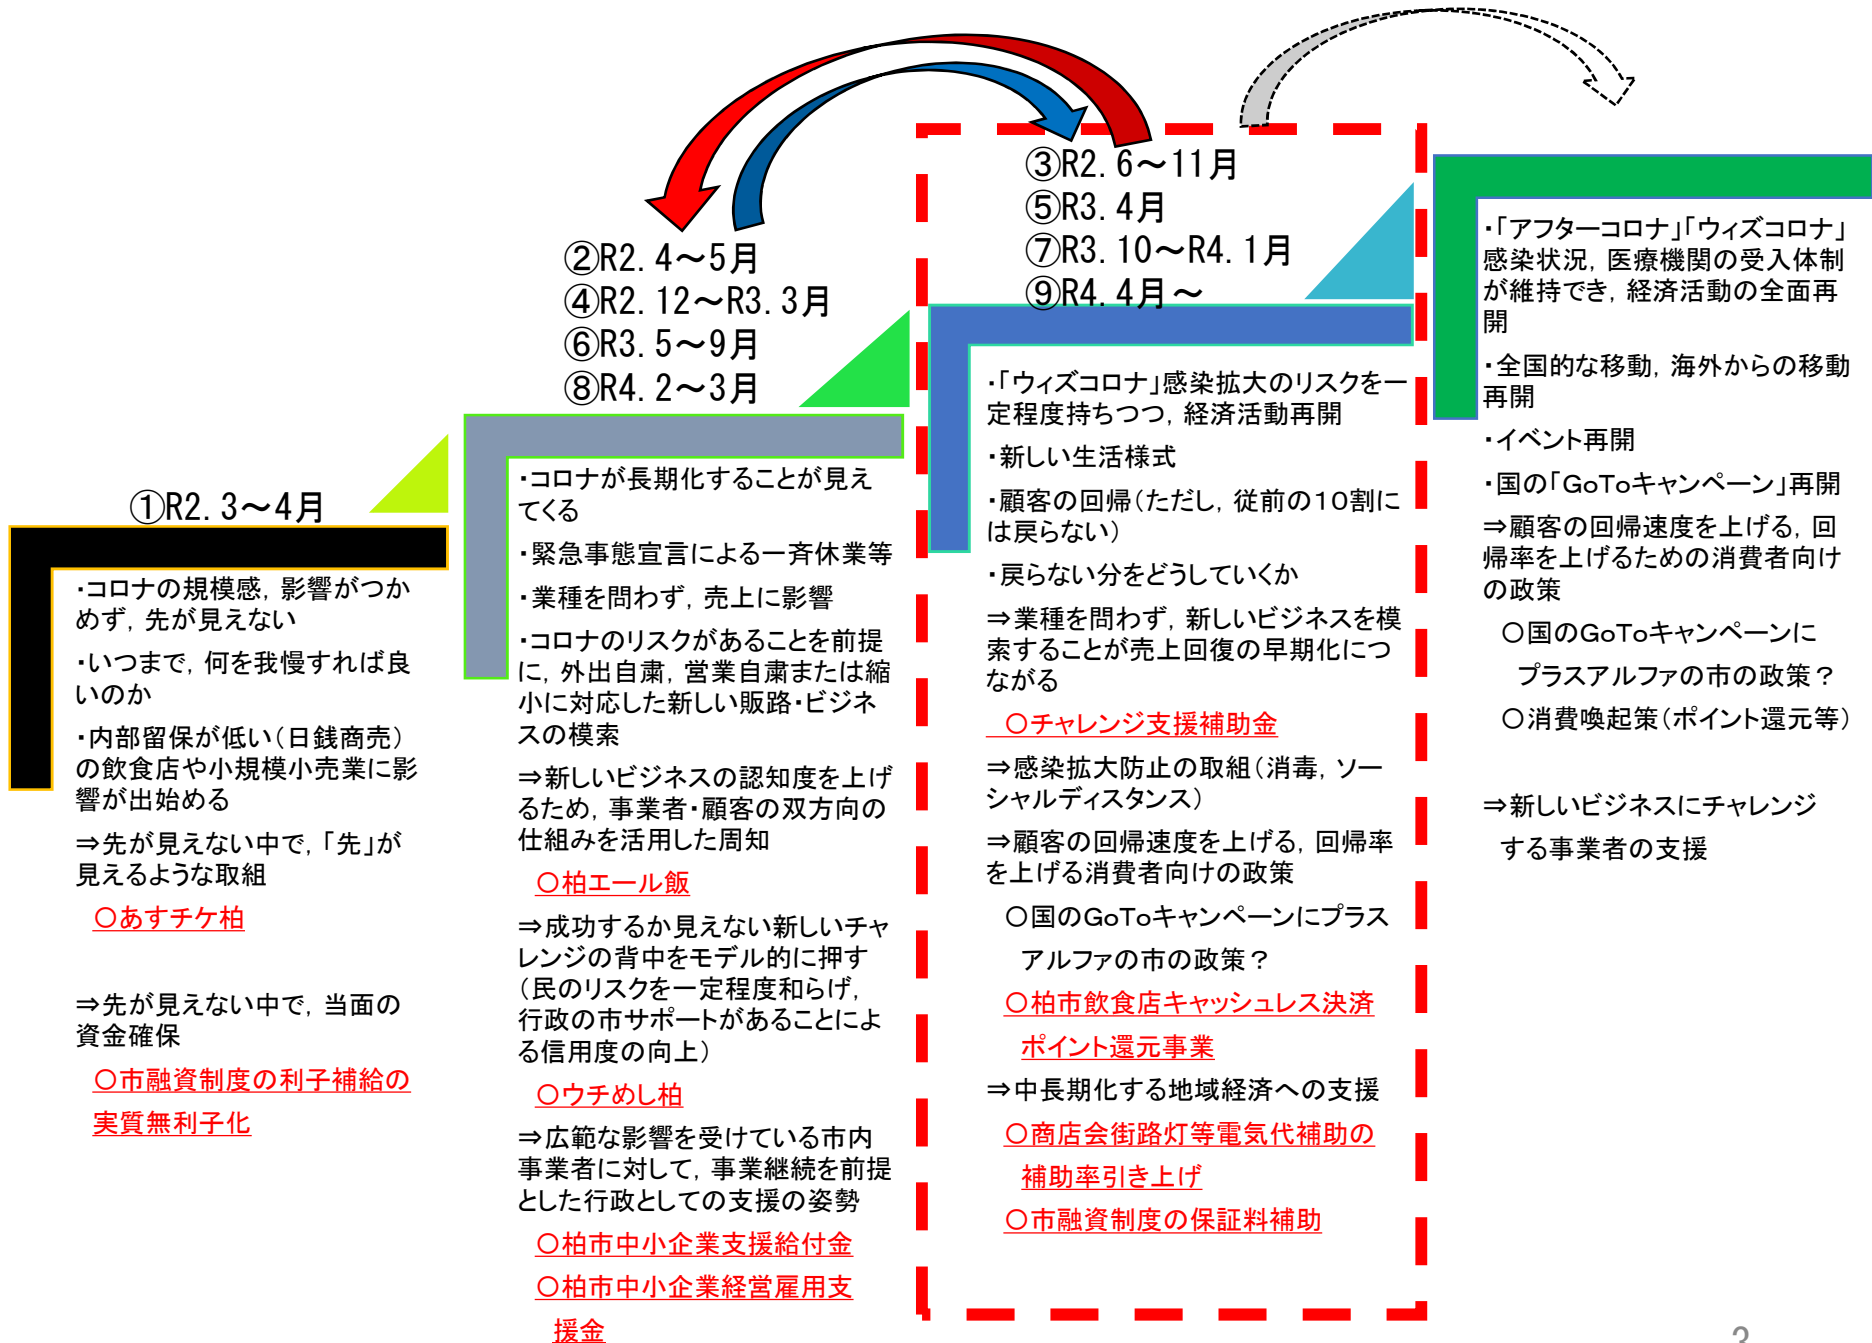 ①R2. 3～4月
・コロナの規模感, 影響がつか
めず, 先が見えない
・いつまで, 何を我慢すれば良
いのか
・内部留保が低い（日銭商売）
の飲食店や小規模小売業に影
響が出始める
⇒先が見えない中で,「先」が
見えるような取組
○あすチケ柏
⇒先が見えない中で, 当面の
資金確保
○市融資制度の利子補給の
実質無利子化
②R2. 4～5月
④R2. 12～R3. 3月
⑥R3. 5～9月
⑧R4. 2～3月
・コロナが長期化することが見え
てくる
・緊急事態宣言による一斉休業等
・業種を問わず, 売上に影響
・コロナのリスクがあることを前提
に, 外出自粛, 営業自粛または縮
小に対応した新しい販路・ビジネ
スの模索
⇒新しいビジネスの認知度を上げ
るため, 事業者・顧客の双方向の
仕組みを活用した周知
○柏エール飯
⇒成功するか見えない新しいチャ
レンジの背中をモデル的に押す
（民のリスクを一定程度和らげ,
行政の市サポートがあることによ
る信用度の向上）
○ウチめし柏
⇒広範な影響を受けている市内
事業者に対して, 事業継続を前提
とした行政としての支援の姿勢
○柏市中小企業支援給付金
○柏市中小企業経営雇用支
援金
③R2. 6～11月
⑤R3. 4月
⑦R3. 10～R4. 1月
⑨R4. 4月～
・「ウィズコロナ」感染拡大のリスクを一
定程度持ちつつ, 経済活動再開
・新しい生活様式
・顧客の回帰（ただし, 従前の10割に
は戻らない）
・戻らない分をどうしていくか
⇒業種を問わず, 新しいビジネスを模
索することが売上回復の早期化につ
ながる
○チャレンジ支援補助金
⇒感染拡大防止の取組（消毒, ソー
シャルディスタンス）
⇒顧客の回帰速度を上げる, 回帰率
を上げる消費者向けの政策
○国のGoToキャンペーンにプラス
アルファの市の政策？
○柏市飲食店キャッシュレス決済
ポイント還元事業
⇒中長期化する地域経済への支援
○商店会街路灯等電気代補助の
補助率引き上げ
○市融資制度の保証料補助
・「アフターコロナ」「ウィズコロナ」
感染状況, 医療機関の受入体制
が維持でき, 経済活動の全面再
開
・全国的な移動, 海外からの移動
再開
・イベント再開
・国の「GoToキャンペーン」再開
⇒顧客の回帰速度を上げる, 回
帰率を上げるための消費者向け
の政策
○国のGoToキャンペーンに
プラスアルファの市の政策？
○消費喚起策（ポイント還元等）
⇒新しいビジネスにチャレンジ
する事業者の支援